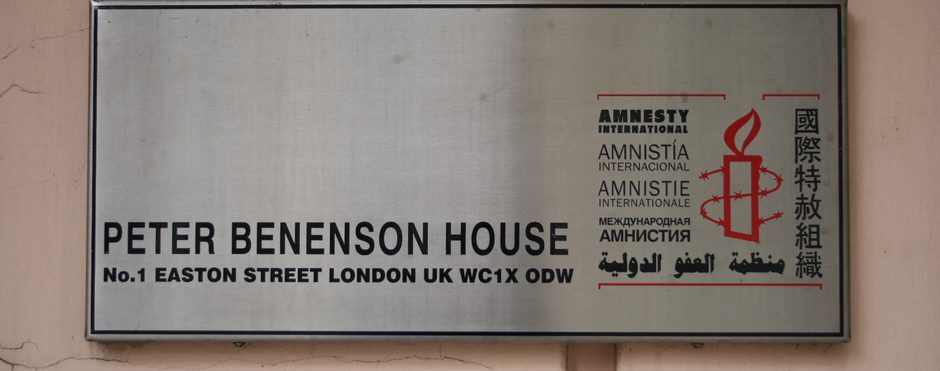 PETER BENENSON HOUSE
No.1 EASTON STREET LONDON UK WC1X ODW
AMNESTY
INTERNATIONAL
AMNISTÍA
INTERNACIONAL
AMNISTIE
INTERNATIONALE
МЕЖДУНАРОДНАЯ
АМНИСТИЯ
منظمة العفو الدولية
國際特赦組織